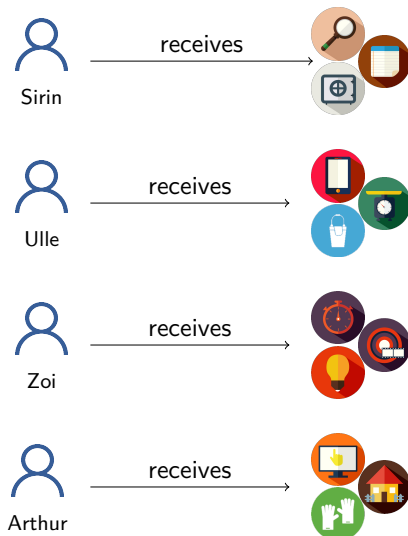 receives
Sirin
receives
Ulle
receives
Zoi
receives
Arthur